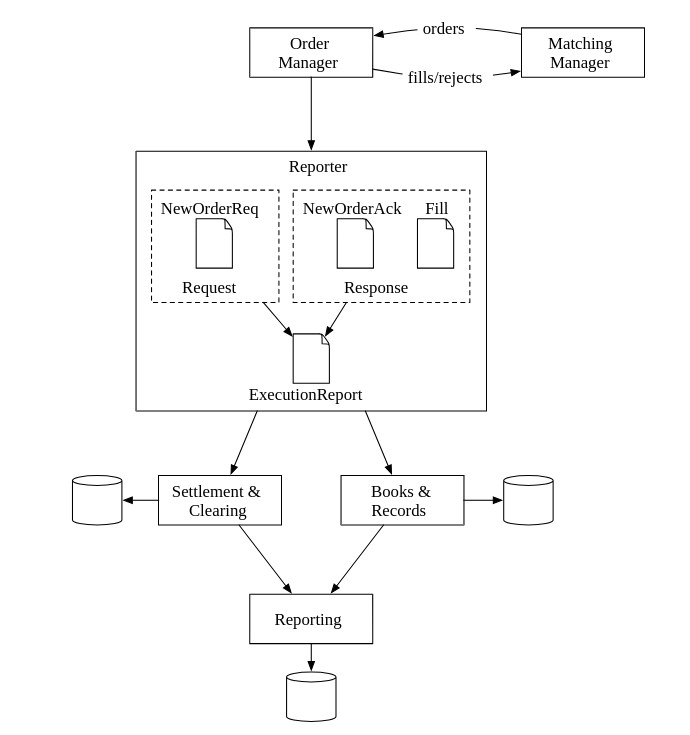 orders
Order
Manager
Matching
Manager
fills/rejects
Reporter
NewOrderReq
NewOrderAck
Fill
Request
Response
ExecutionReport
Settlement &
Clearing
Books &
Records
Reporting